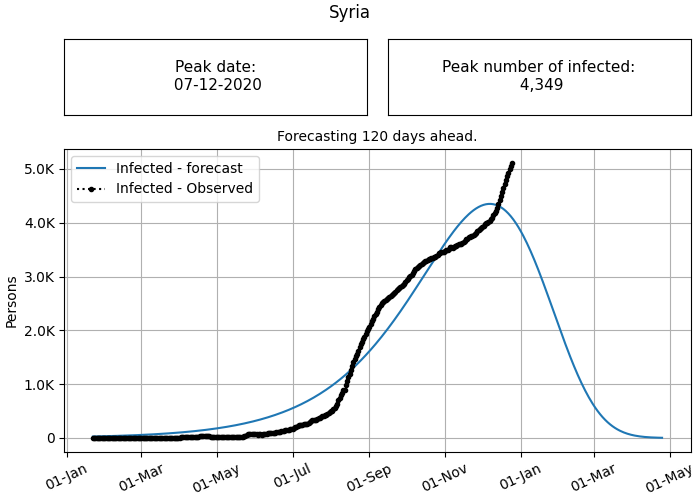 Syria
Peak date:
07-12-2020
Peak number of infected:
4,349
Forecasting 120 days ahead.
Infected - forecast
Infected - Observed
Persons
5.0K
4.0K
3.0K
2.0K
1.0K
0
01-Jan
01-Mar
01-May
01-Jul
01-Sep
01-Nov
01-Jan
01-Mar
01-May